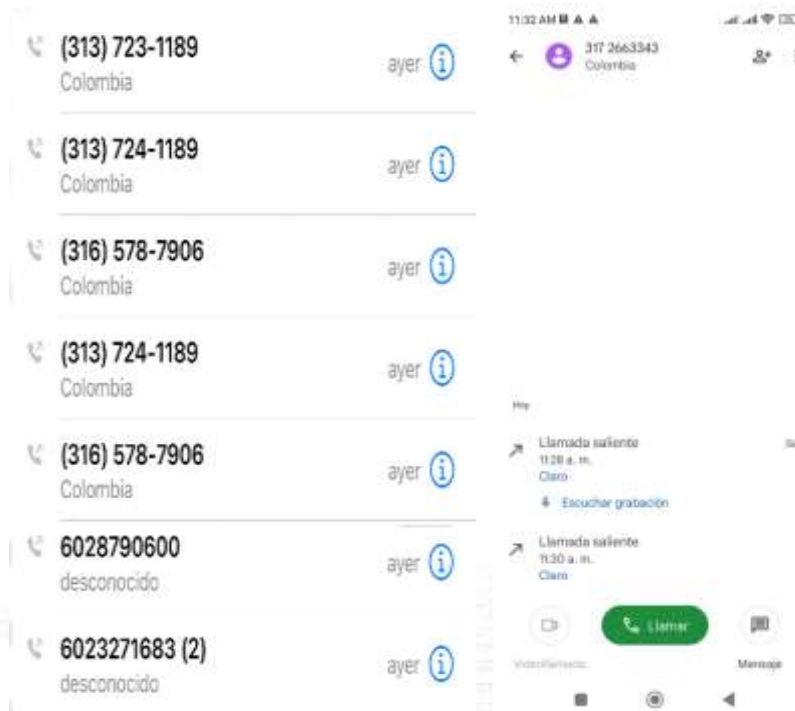 (313) 723-1189
Colombia
ayer
(313) 724-1189
Colombia
ayer
(316) 578-7906
Colombia
ayer
(313) 724-1189
Colombia
ayer
(316) 578-7906
Colombia
ayer
6028790600
desconocido
ayer
6023271683 (2)
desconocido
ayer
11:32 AM
317 2663343
Colombia
Hoy
Llamada saliente
11:28 a. m.
Claro
Escuchar grabación
Llamada saliente
11:30 a. m.
Claro
Llamar
Videollamada
Mensaje